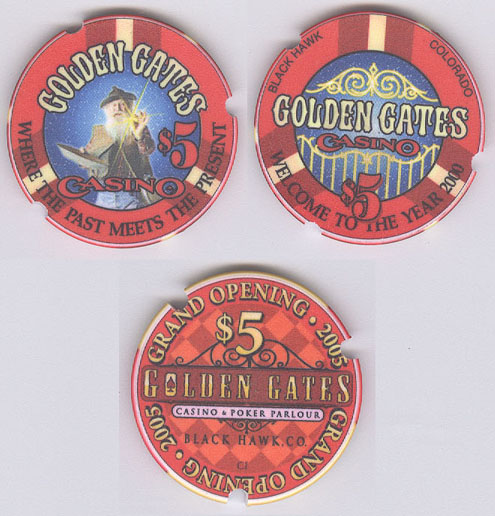 GOLDEN GATES
$5
CASINO
WHERE THE PAST MEETS THE PRESENT
BLACK HAWK
COLORADO
GOLDEN GATES
CASINO
$5
WELCOME TO THE YEAR 2000
GRAND OPENING • 2005
$5
GOLDEN GATES
CASINO & POKER PARLOUR
BLACK HAWK, CO.
CJ
GRAND OPENING • 2005